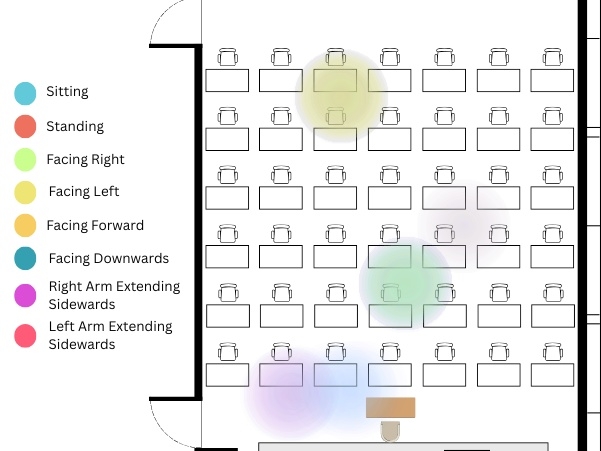 Sitting
Standing
Facing Right
Facing Left
Facing Forward
Facing Downwards
Right Arm Extending
Sidewards
Left Arm Extending
Sidewards